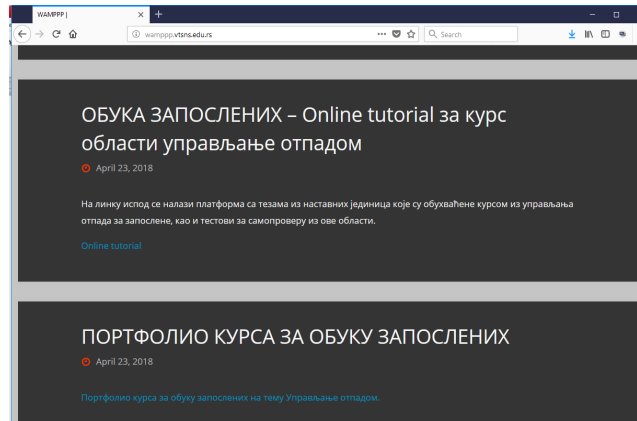 WAMPPP |
wamppp.vtsns.edu.rs
Search
ОБУКА ЗАПОСЛЕНИХ – Online tutorial за курс
области управљање отпадом
April 23, 2018
На линку испод се налази платформа са тезама из наставних јединица које су обухваћене курсом из управљања
отпада за запослене, као и тестови за самопроверу из ове области.
Online tutorial
ПОРТФОЛИО КУРСА ЗА ОБУКУ ЗАПОСЛЕНИХ
April 23, 2018
Портфолио курса за обуку запослених на тему Управљање отпадом.